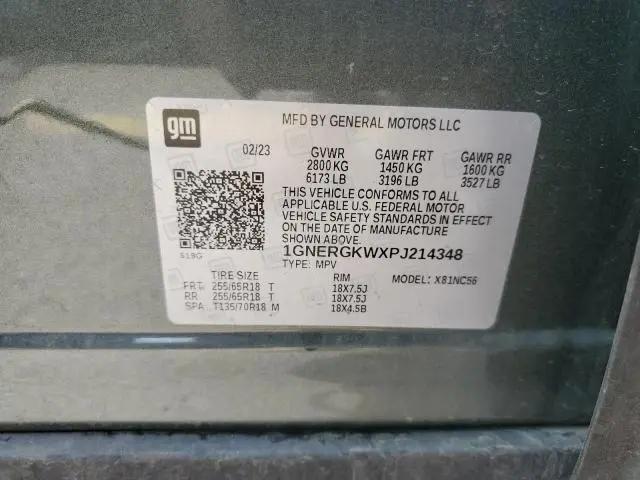 gm
MFD BY GENERAL MOTORS LLC
02/23 GVWR GAWR FRT GAWR RR
2800 KG 1450 KG 1600 KG
6173 LB 3196 LB 3527 LB
THIS VEHICLE CONFORMS TO ALL
APPLICABLE U.S. FEDERAL MOTOR
VEHICLE SAFETY STANDARDS IN EFFECT
ON THE DATE OF MANUFACTURE
SHOWN ABOVE.
1GNERGKWXPJ214348
TYPE: MPV MODEL: X81NC56
TIRE SIZE RIM
FRT 255/65R18 T 18X7.5J
RR 255/65R18 T 18X7.5J
SPA T135/70R18 M 18X4.5B